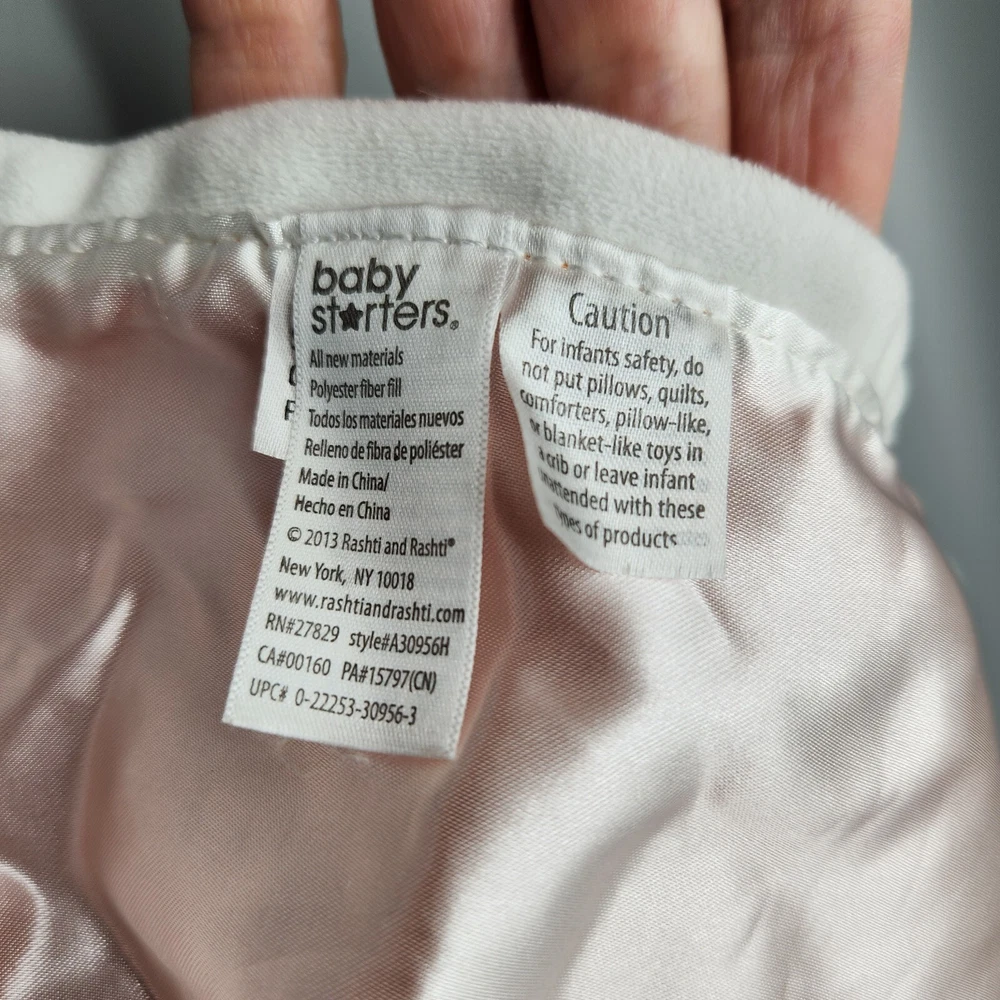 baby
starters®
All new materials
Polyester fiber fill
Todos los materiales nuevos
Relleno de fibra de poliéster
Made in China/
Hecho en China
© 2013 Rashti and Rashti®
New York, NY 10018
www.rashtiandrashti.com
RN#27829 style#A30956H
CA#00160 PA#15797(CN)
UPC# 0-22253-30956-3
Caution
For infants safety, do
not put pillows, quilts,
comforters, pillow-like,
or blanket-like toys in
a crib or leave infant
unattended with these
types of products